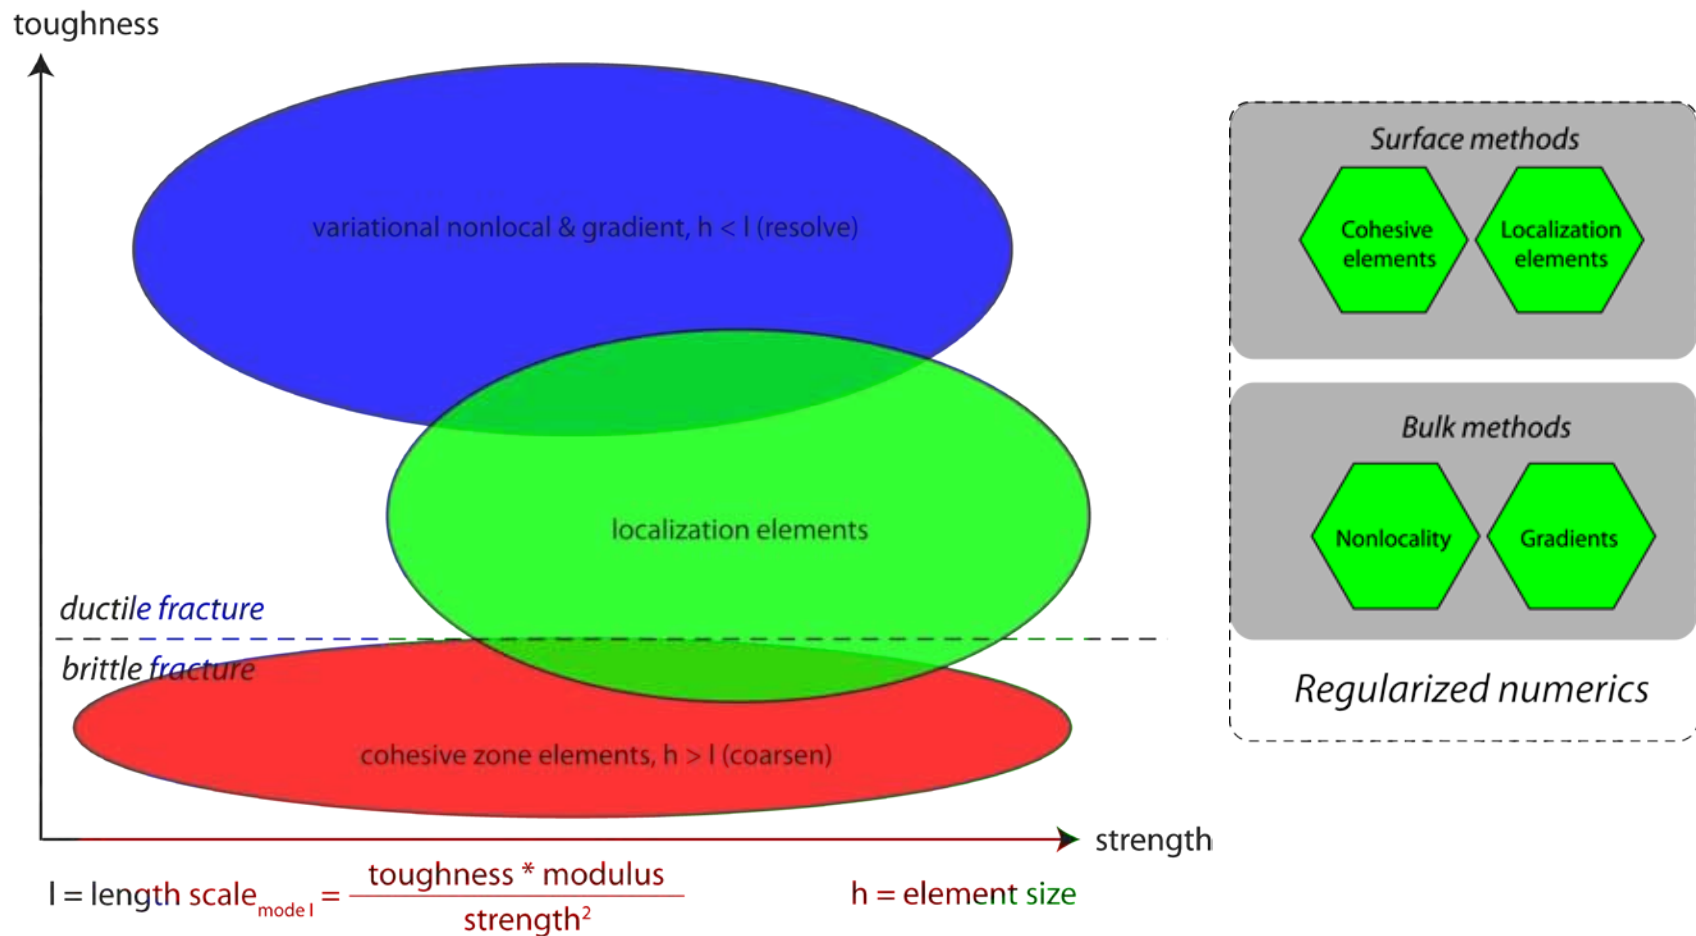 toughness
variational nonlocal & gradient, h < l (resolve)
localization elements
ductile fracture
brittle fracture
cohesive zone elements, h > l (coarsen)
strength
l = length scale mode I = toughness * modulus
strength²
h = element size
Surface methods
Cohesive
elements
Localization
elements
Bulk methods
Nonlocality
Gradients
Regularized numerics